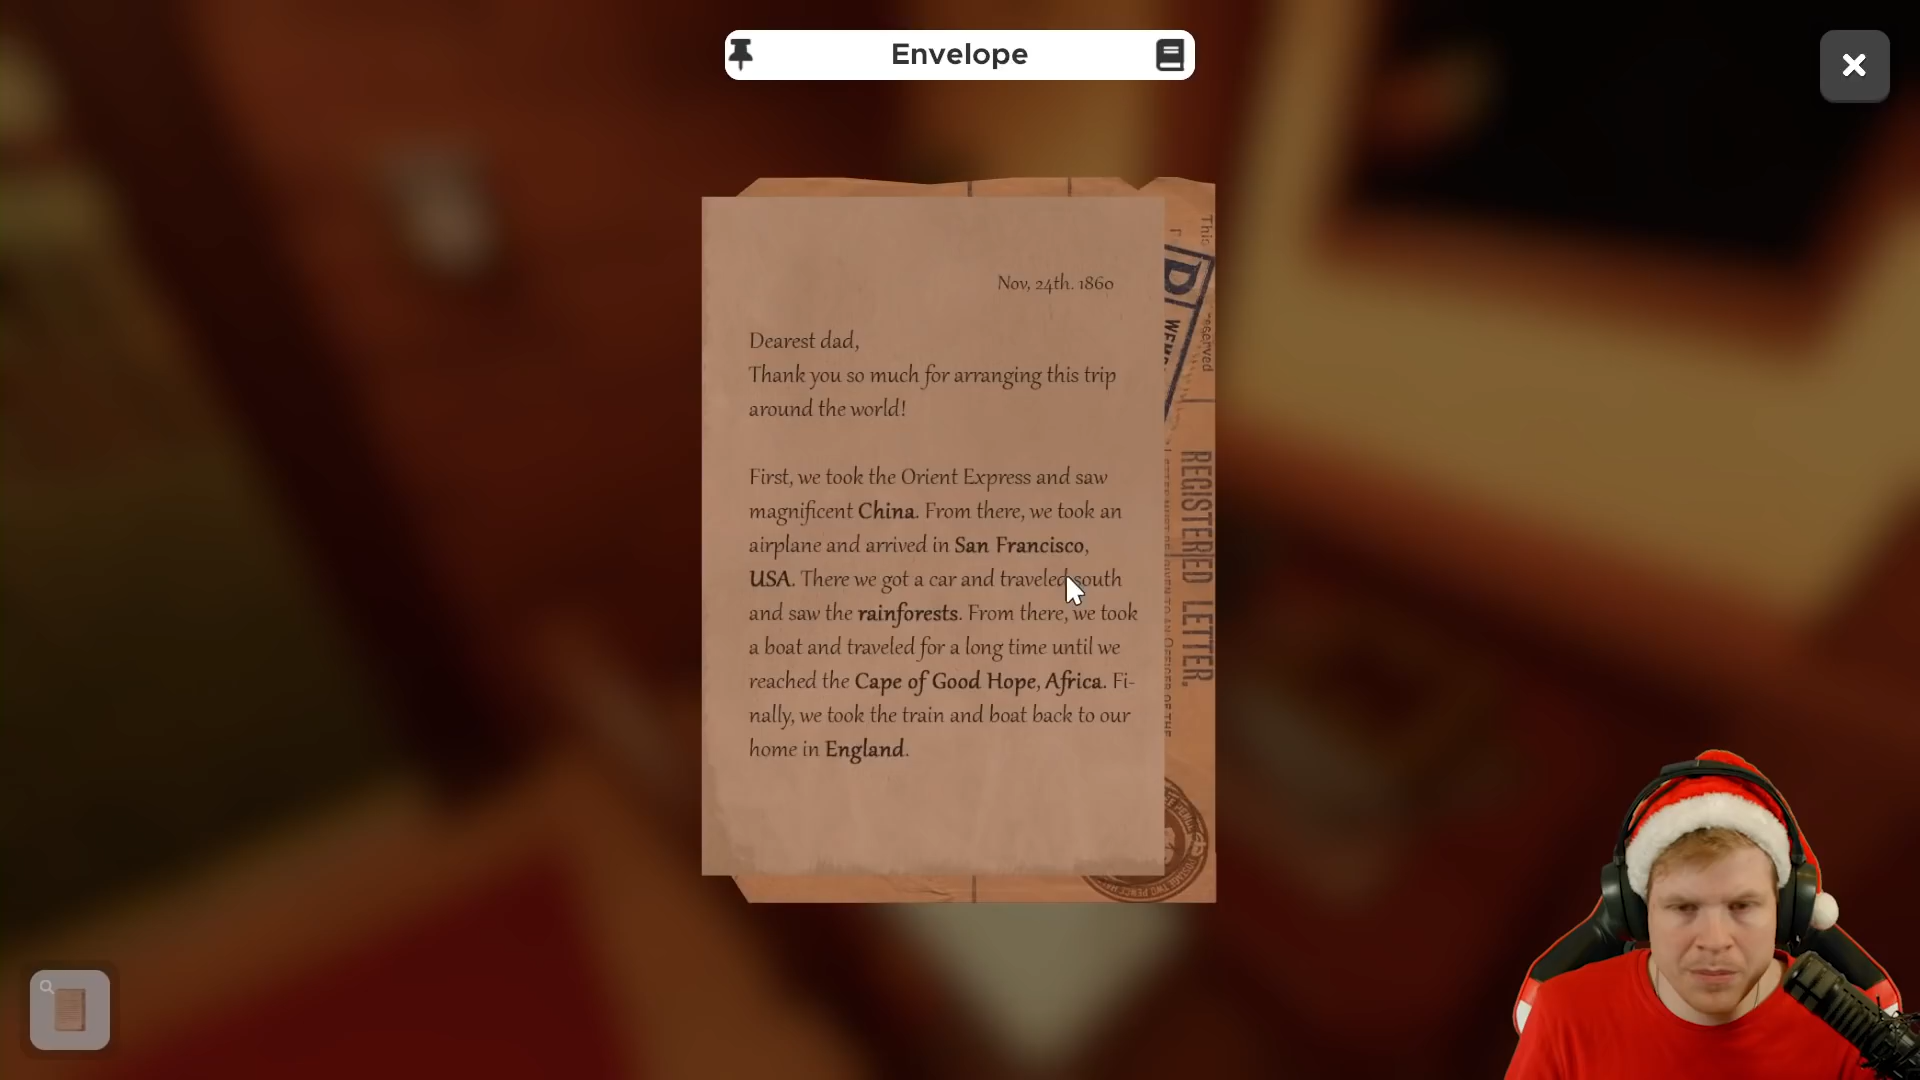 Envelope
Nov, 24th. 1860
Dearest dad,
Thank you so much for arranging this trip
around the world!
First, we took the Orient Express and saw
magnificent China. From there, we took an
airplane and arrived in San Francisco,
USA. There we got a car and traveled south
and saw the rainforests. From there, we took
a boat and traveled for a long time until we
reached the Cape of Good Hope, Africa. Fi-
nally, we took the train and boat back to our
home in England.
REGISTERED LETTER.